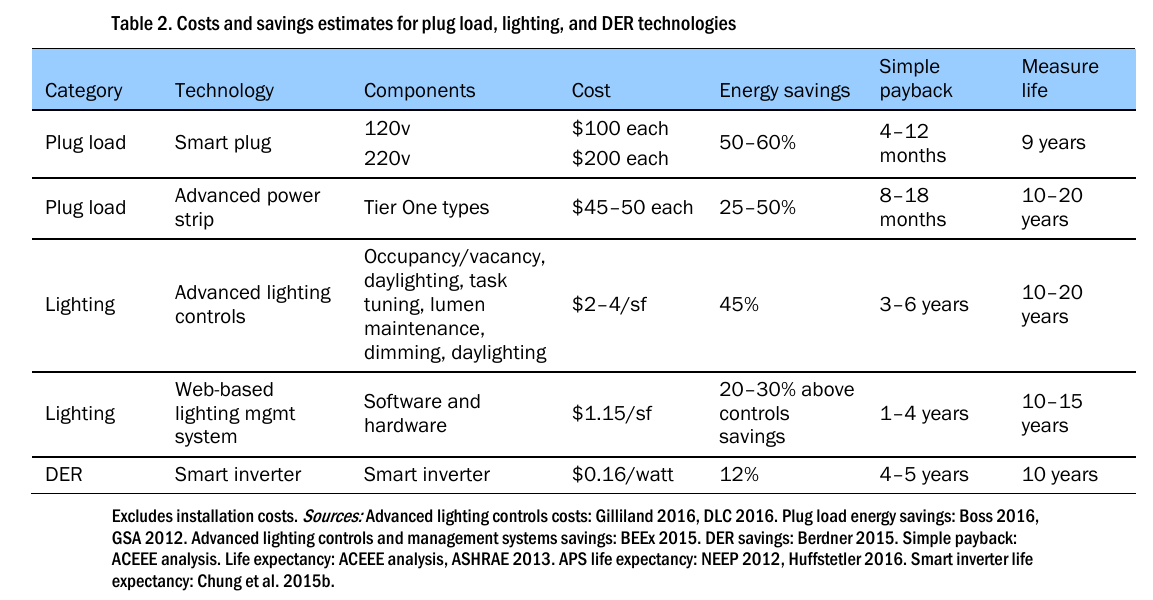 Table 2. Costs and savings estimates for plug load, lighting, and DER technologies
Category Technology Components Cost Energy savings Simple payback Measure life
Plug load Smart plug 120v $100 each 50–60% 4–12 months 9 years
220v $200 each
Plug load Advanced power strip Tier One types $45–50 each 25–50% 8–18 months 10–20 years
Lighting Advanced lighting controls Occupancy/vacancy, daylighting, task tuning, lumen maintenance, dimming, daylighting $2–4/sf 45% 3–6 years 10–20 years
Lighting Web-based lighting mgmt system Software and hardware $1.15/sf 20–30% above controls savings 1–4 years 10–15 years
DER Smart inverter Smart inverter $0.16/watt 12% 4–5 years 10 years
Excludes installation costs. Sources: Advanced lighting controls costs: Gilliland 2016, DLC 2016. Plug load energy savings: Boss 2016,
GSA 2012. Advanced lighting controls and management systems savings: BEEx 2015. DER savings: Berdner 2015. Simple payback:
ACEEE analysis. Life expectancy: ACEEE analysis, ASHRAE 2013. APS life expectancy: NEEP 2012, Huffstetler 2016. Smart inverter life
expectancy: Chung et al. 2015b.